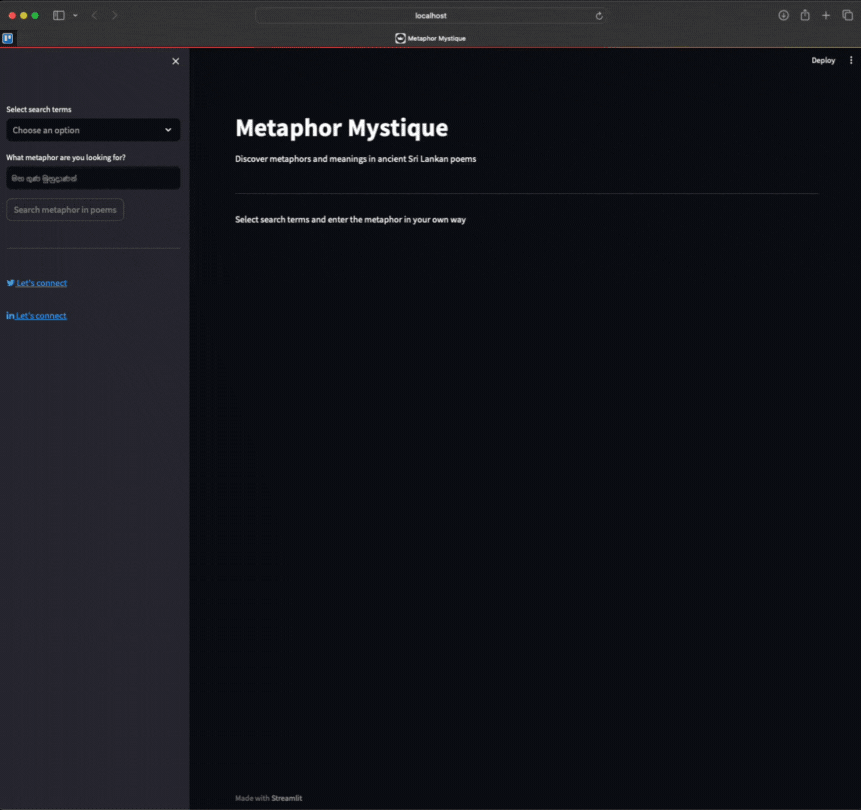 localhost
Metaphor Mystique
Deploy
Select search terms
Choose an option
What metaphor are you looking for?
Search metaphor in poems
Let's connect
in Let's connect
Metaphor Mystique
Discover metaphors and meanings in ancient Sri Lankan poems
Select search terms and enter the metaphor in your own way
Made with Streamlit